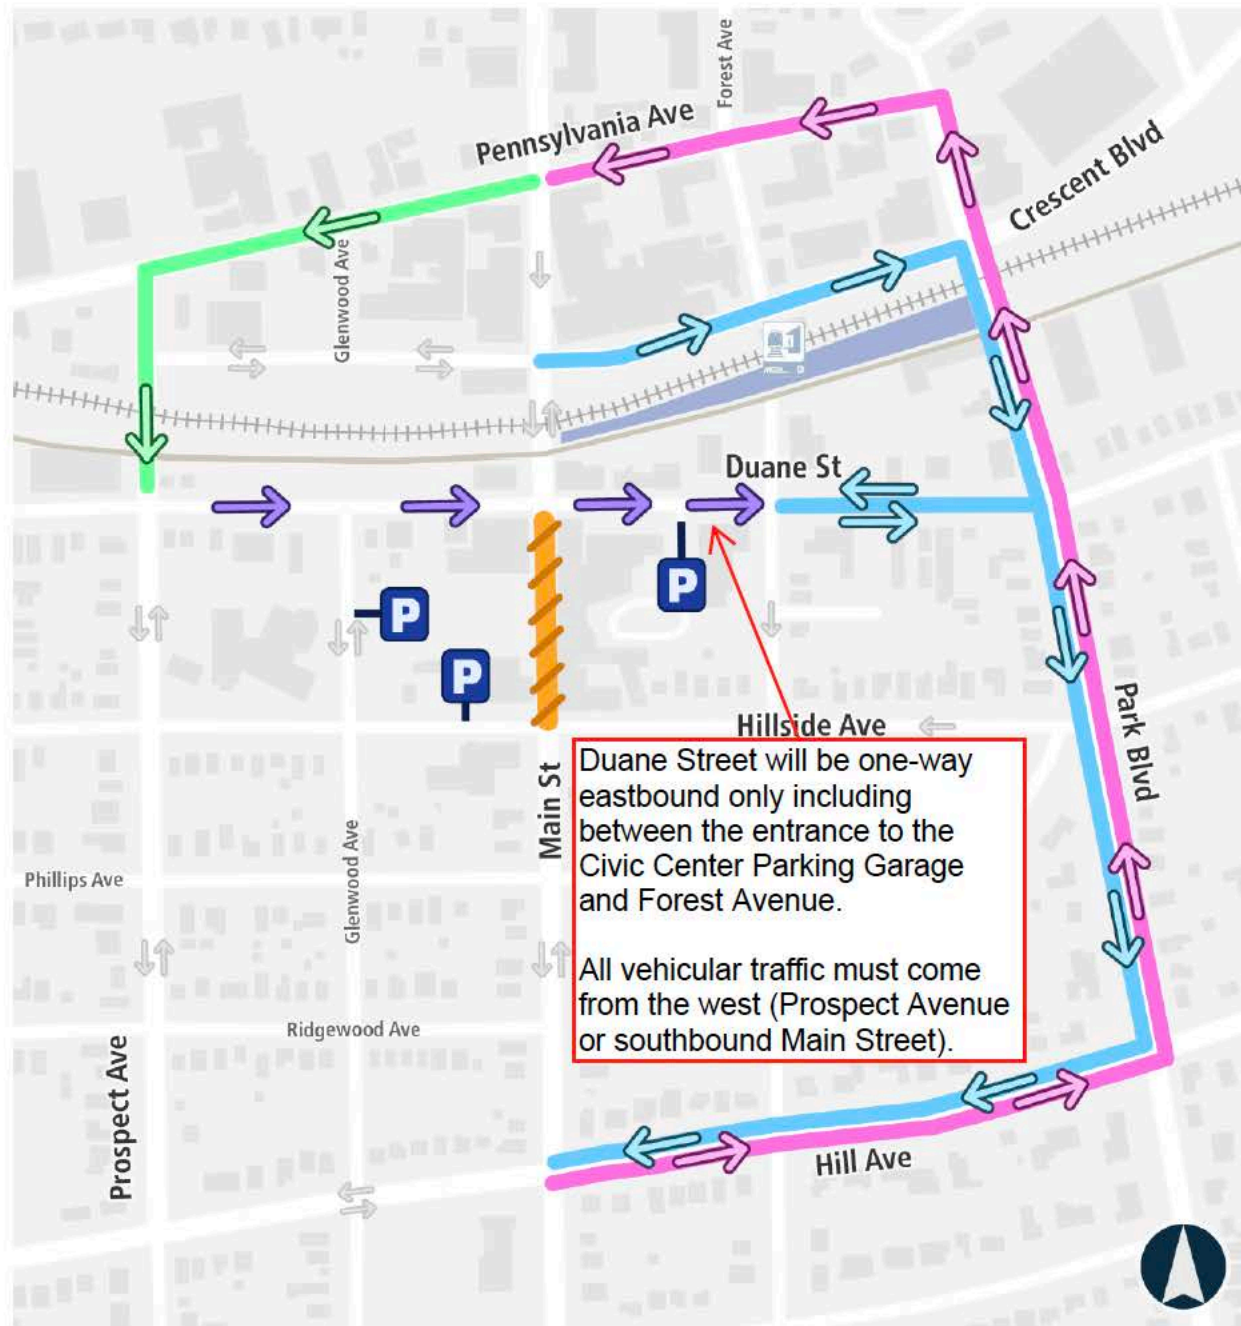 Forest Ave
Pennsylvania Ave
Crescent Blvd
Glenwood Ave
Duane St
P
P
P
Hillside Ave
Park Blvd
Main St
Duane Street will be one-way
eastbound only including
between the entrance to the
Civic Center Parking Garage
and Forest Avenue.
All vehicular traffic must come
from the west (Prospect Avenue
or southbound Main Street).
Phillips Ave
Glenwood Ave
Ridgewood Ave
Prospect Ave
Hill Ave